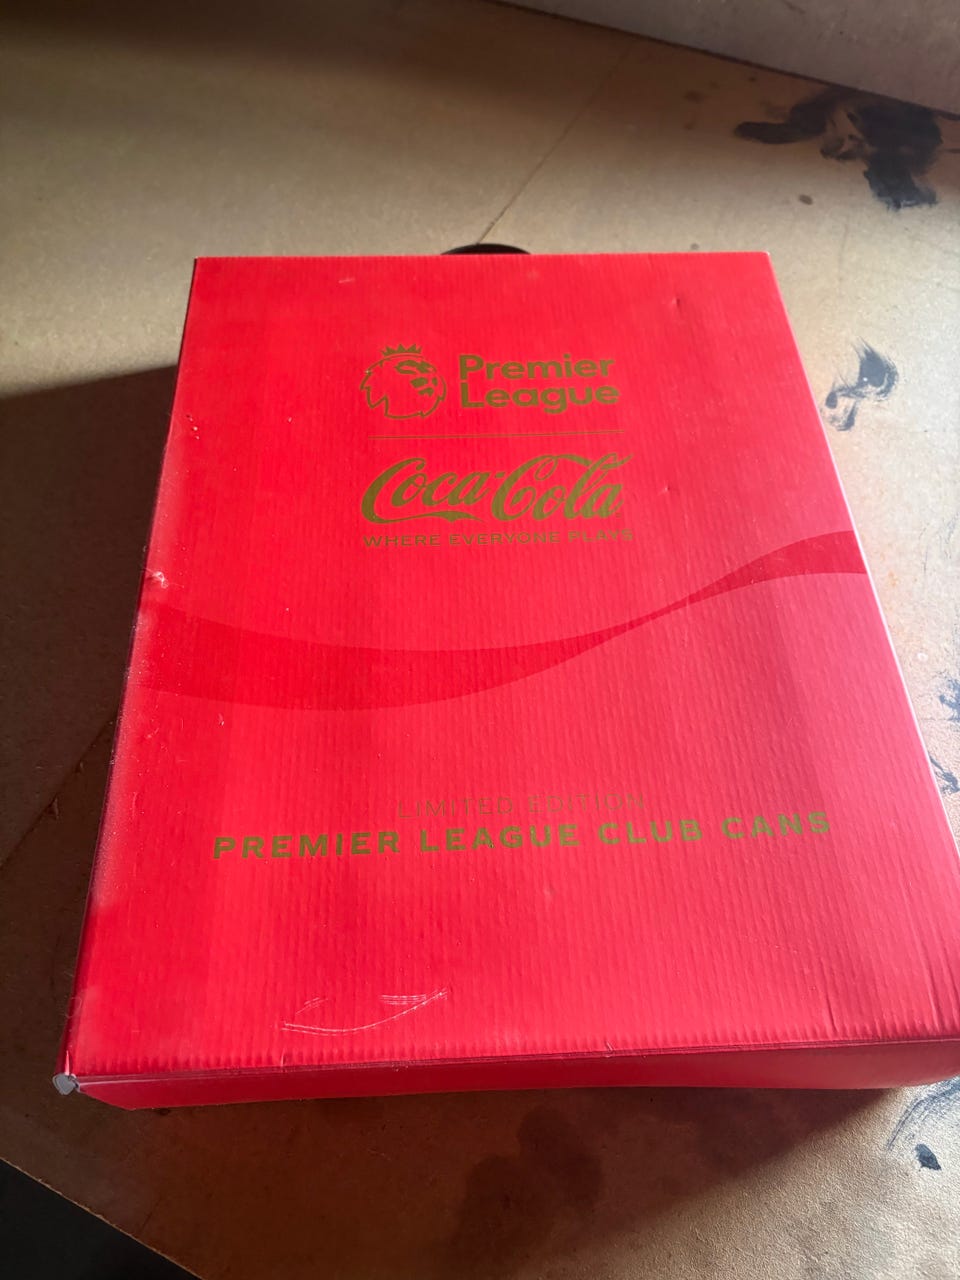 Premier
League
Coca-Cola
WHERE EVERYONE PLAYS
LIMITED EDITION
PREMIER LEAGUE CLUB CANS